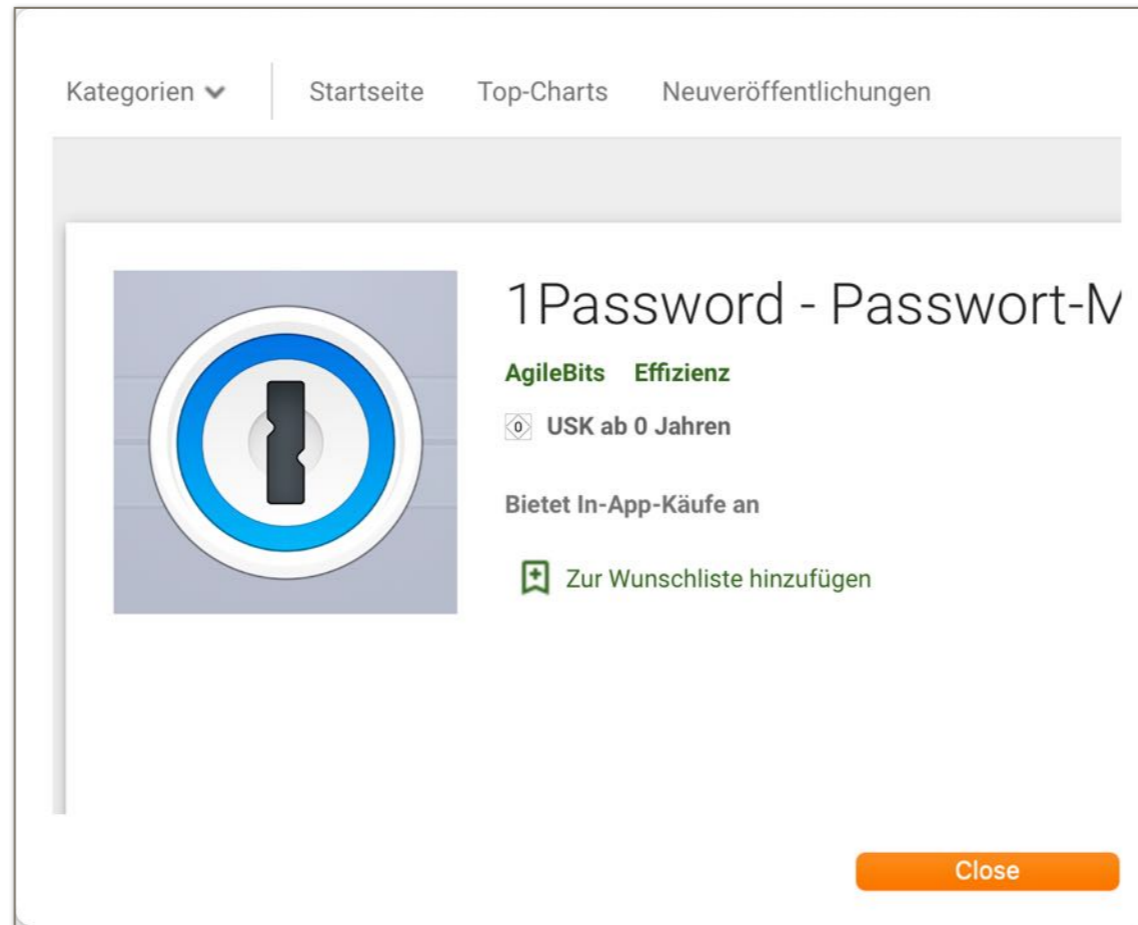 Kategorien Startseite Top-Charts Neuveröffentlichungen
1Password - Passwort-M
AgileBits Effizienz
0 USK ab 0 Jahren
Bietet In-App-Käufe an
Zur Wunschliste hinzufügen
Close